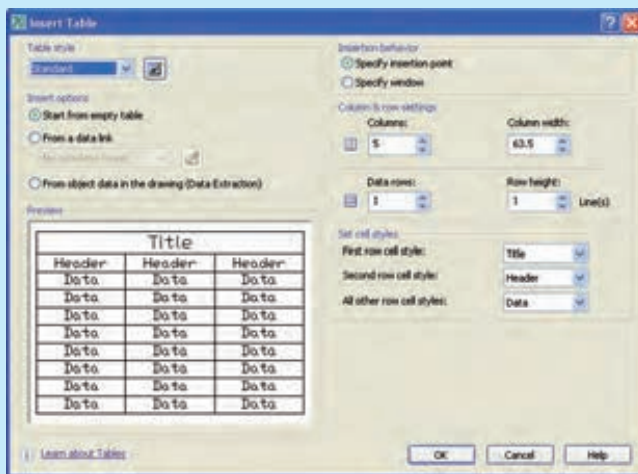 Insert Table
Table style
Standard
Insert options
Start from empty table
From a data link
From object data in the drawing (Data Extraction)
Preview
Title
Header Header Header
Data Data Data
Data Data Data
Data Data Data
Data Data Data
Data Data Data
Data Data Data
Data Data Data
Data Data Data
Learn about Tables
Insertion behavior
Specify insertion point
Specify window
Column & row settings
Columns: Column width:
5 63.5
Data rows: Row height:
1 1 Line(s)
Set cell styles
First row cell style: Title
Second row cell style: Header
All other row cell styles: Data
OK Cancel Help